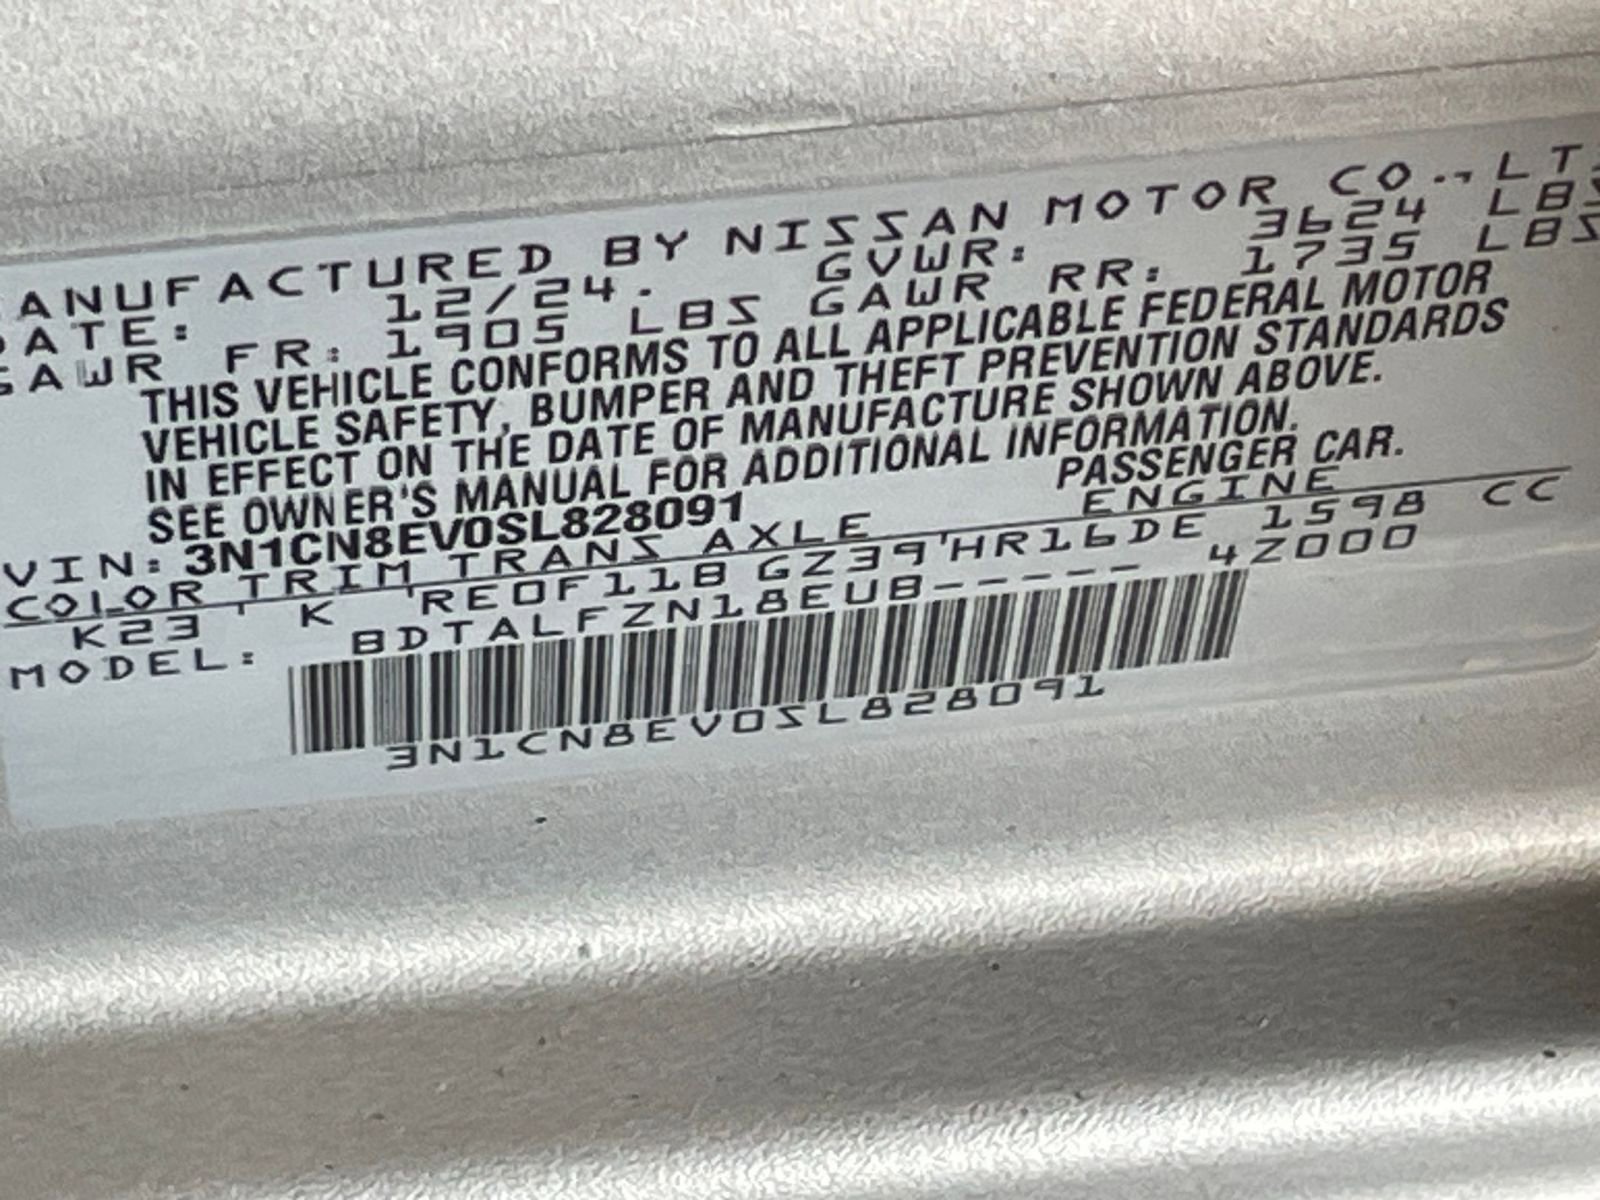 ANUFACTURED BY NISSAN MOTOR CO., LT
DATE: 12/24. GVWR: 3624 LBS
GAWR FR: 1905 LBS GAWR RR: 1735 LBS
THIS VEHICLE CONFORMS TO ALL APPLICABLE FEDERAL MOTOR
VEHICLE SAFETY, BUMPER AND THEFT PREVENTION STANDARDS
IN EFFECT ON THE DATE OF MANUFACTURE SHOWN ABOVE.
SEE OWNER'S MANUAL FOR ADDITIONAL INFORMATION.
VIN: 3N1CN8EV0SL828091 PASSENGER CAR.
COLOR TRIM TRANS AXLE ENGINE
K23 K RE0F11B GZ39 HR16DE 1598 CC
MODEL: BDTALFZN18EUB----- 4Z000
3N1CN8EV0SL828091